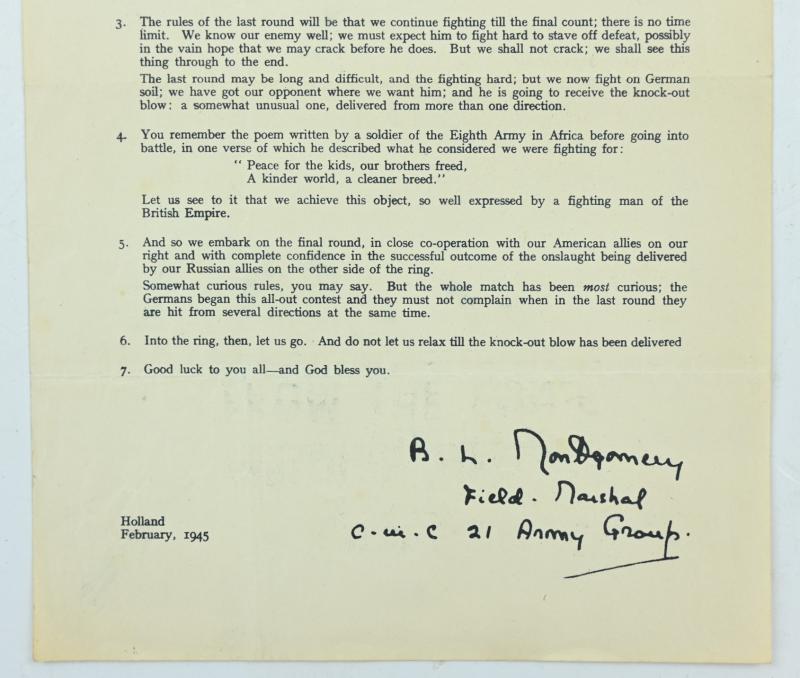 3. The rules of the last round will be that we continue fighting till the final count; there is no time
limit. We know our enemy well; we must expect him to fight hard to stave off defeat, possibly
in the vain hope that we may crack before he does. But we shall not crack; we shall see this
thing through to the end.
The last round may be long and difficult, and the fighting hard; but we now fight on German
soil; we have got our opponent where we want him; and he is going to receive the knock-out
blow: a somewhat unusual one, delivered from more than one direction.
4. You remember the poem written by a soldier of the Eighth Army in Africa before going into
battle, in one verse of which he described what he considered we were fighting for:
" Peace for the kids, our brothers freed,
A kinder world, a cleaner breed."
Let us see to it that we achieve this object, so well expressed by a fighting man of the
British Empire.
5. And so we embark on the final round, in close co-operation with our American allies on our
right and with complete confidence in the successful outcome of the onslaught being delivered
by our Russian allies on the other side of the ring.
Somewhat curious rules, you may say. But the whole match has been most curious; the
Germans began this all-out contest and they must not complain when in the last round they
are hit from several directions at the same time.
6. Into the ring, then, let us go. And do not let us relax till the knock-out blow has been delivered
7. Good luck to you all—and God bless you.
B. L. Montgomery
Field. Marshal
C-in-C 21 Army Group.
Holland
February, 1945